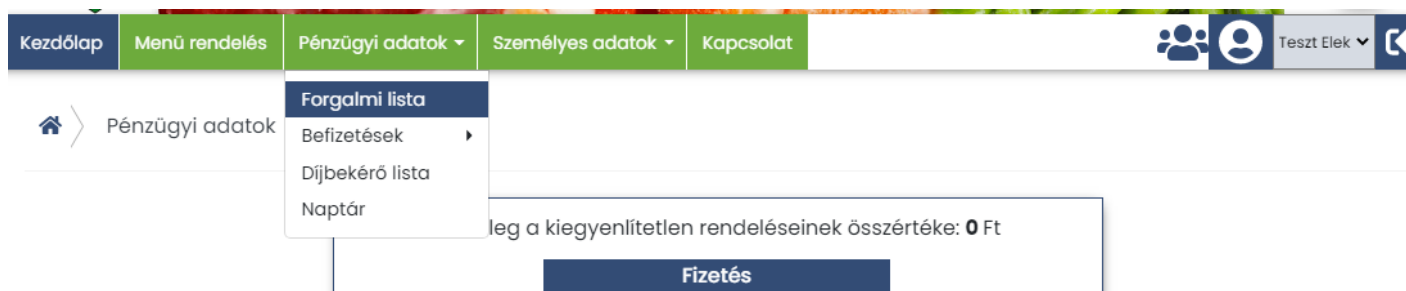 Kezdőlap Menü rendelés Pénzügyi adatok Személyes adatok Kapcsolat Teszt Elek
Forgalmi lista
Pénzügyi adatok
Befizetések
Díjbekérő lista
Naptár
leg a kiegyenlítetlen rendeléseinek összértéke: 0 Ft
Fizetés